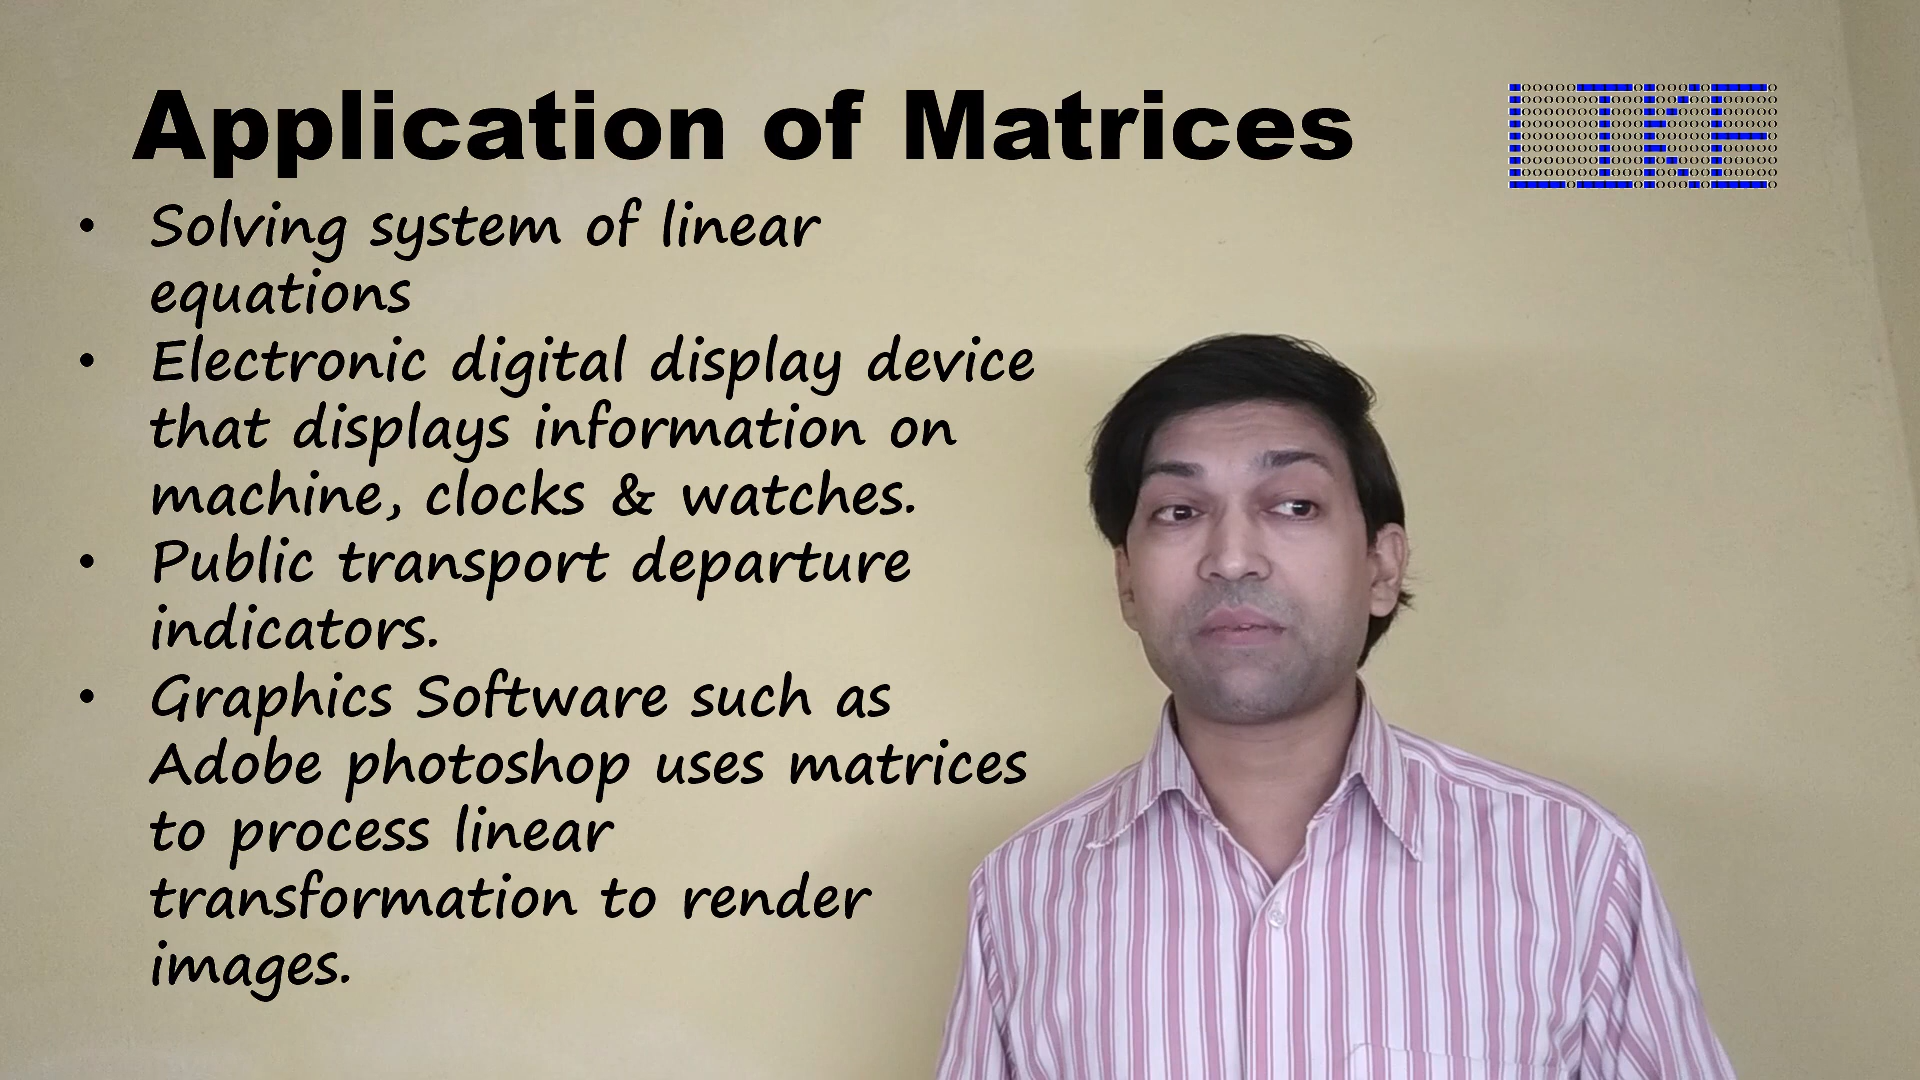 Application of Matrices
LIKE
• Solving system of linear
equations
• Electronic digital display device
that displays information on
machine, clocks & watches.
• Public transport departure
indicators.
• Graphics Software such as
Adobe photoshop uses matrices
to process linear
transformation to render
images.